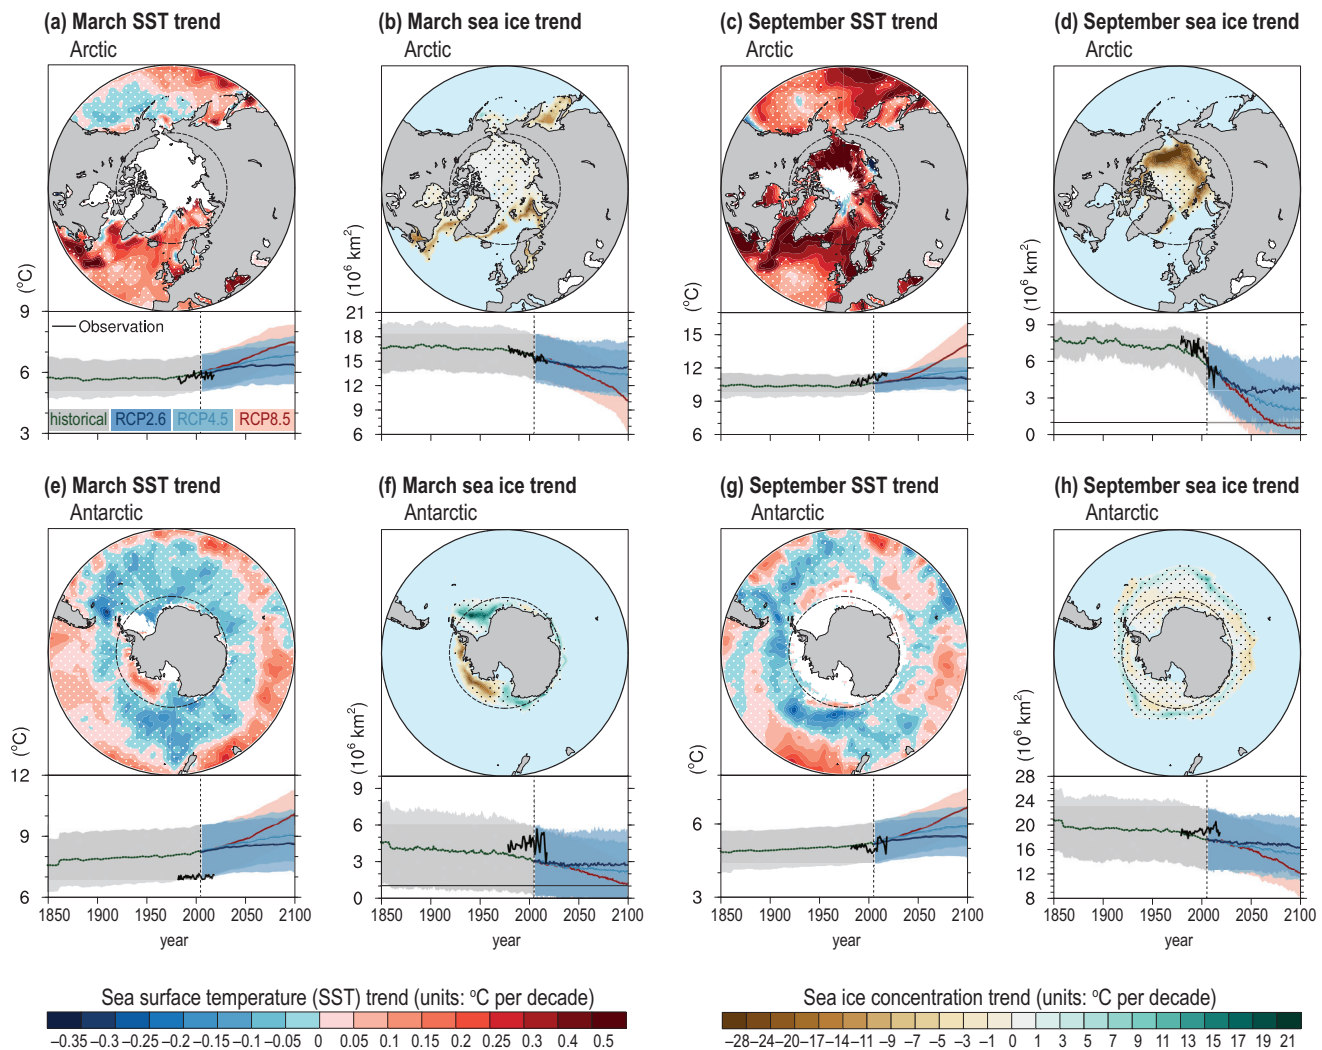 (a) March SST trend
Arctic
(b) March sea ice trend
Arctic
(c) September SST trend
Arctic
(d) September sea ice trend
Arctic
(°C)
9
6
3
Observation
historical
RCP2.6
RCP4.5
RCP8.5
(10⁶ km²)
21
18
15
12
9
6
(°C)
15
12
9
6
(10⁶ km²)
9
6
3
0
(e) March SST trend
Antarctic
(f) March sea ice trend
Antarctic
(g) September SST trend
Antarctic
(h) September sea ice trend
Antarctic
(°C)
12
9
6
1850 1900 1950 2000 2050 2100
year
(10⁶ km²)
9
6
3
0
1850 1900 1950 2000 2050 2100
year
(°C)
6
3
1850 1900 1950 2000 2050 2100
year
(10⁶ km²)
28
24
20
16
12
8
1850 1900 1950 2000 2050 2100
year
Sea surface temperature (SST) trend (units: °C per decade)
−0.35 −0.3 −0.25 −0.2 −0.15 −0.1 −0.05 0 0.05 0.1 0.15 0.2 0.25 0.3 0.4 0.5
Sea ice concentration trend (units: °C per decade)
−28 −24 −20 −17 −14 −11 −9 −7 −5 −3 −1 0 1 3 5 7 9 11 13 15 17 19 21